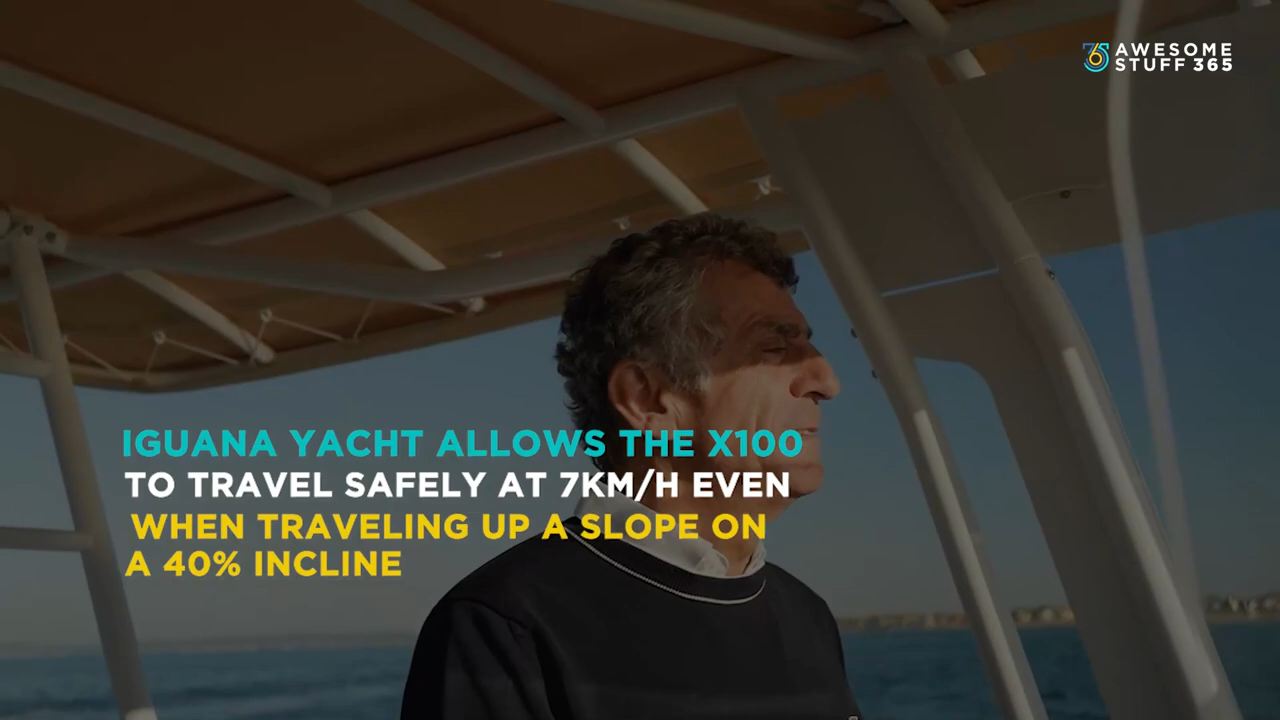 AWESOME
STUFF 365
IGUANA YACHT ALLOWS THE X100
TO TRAVEL SAFELY AT 7KM/H EVEN
WHEN TRAVELING UP A SLOPE ON
A 40% INCLINE